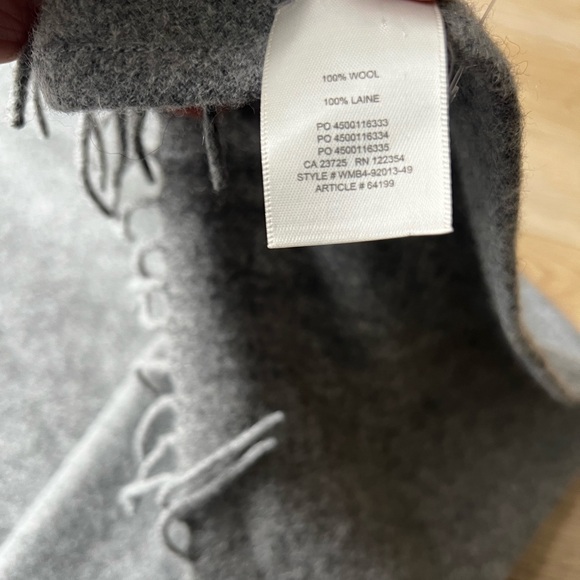 100% WOOL
100% LAINE
PO 4500116333
PO 4500116334
PO 4500116335
CA 23725 RN 122354
STYLE # WMB4-92013-49
ARTICLE # 64199